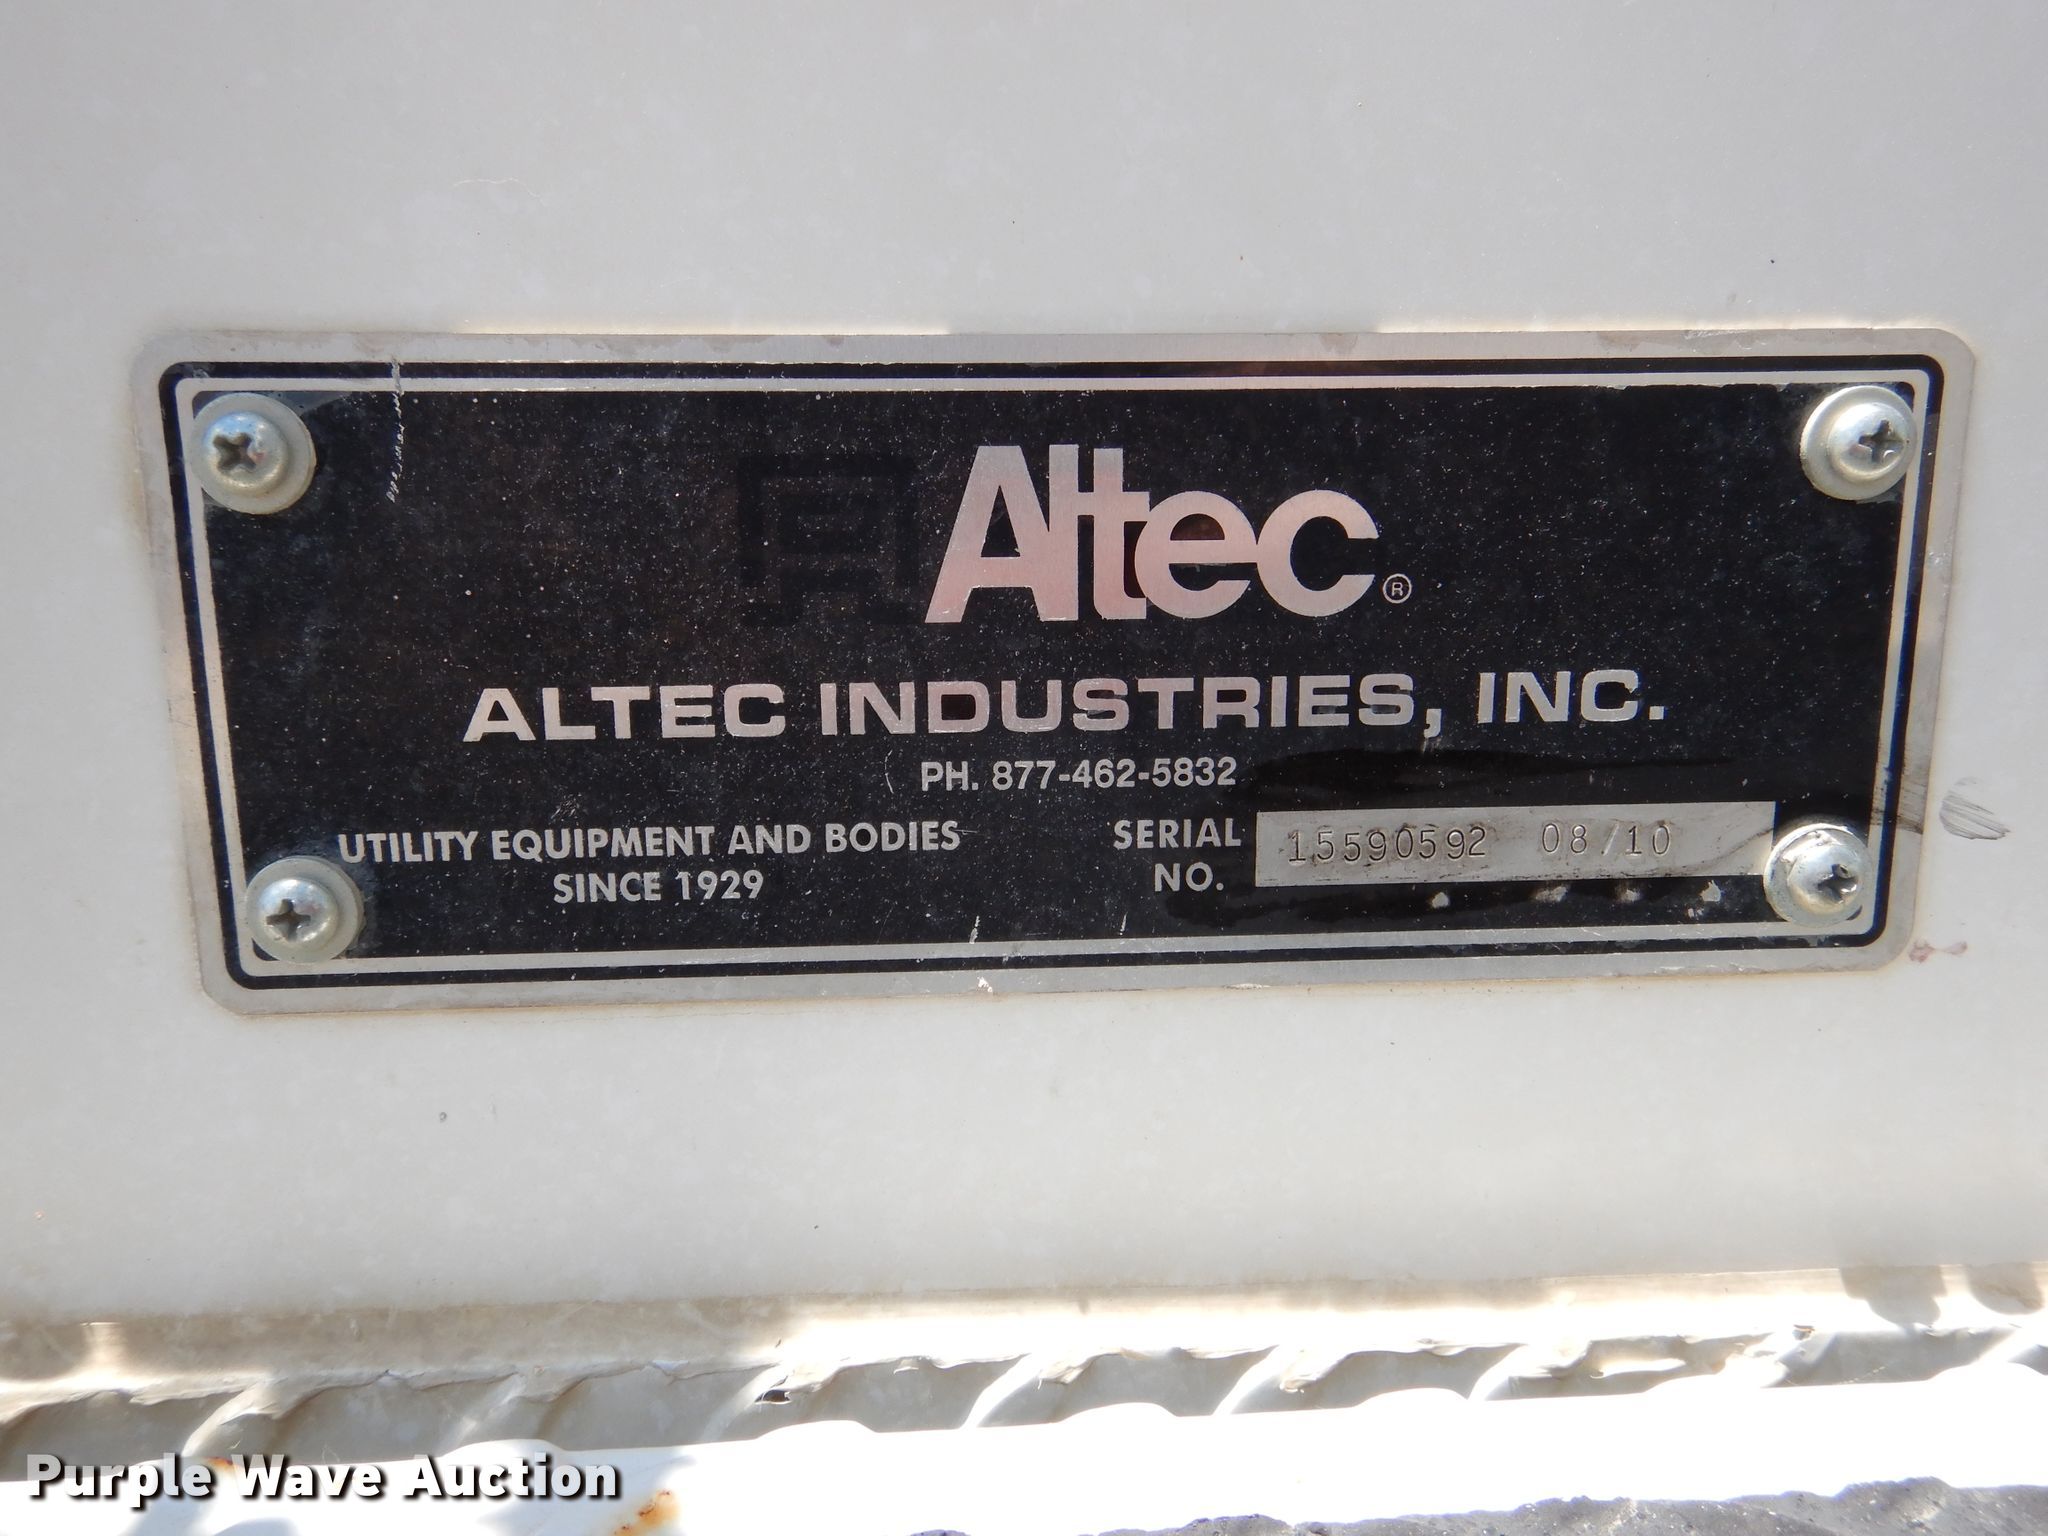 Altec®
ALTEC INDUSTRIES, INC.
PH. 877-462-5832
UTILITY EQUIPMENT AND BODIES
SINCE 1929
SERIAL
NO.
15590592 08/10
Purple Wave Auction